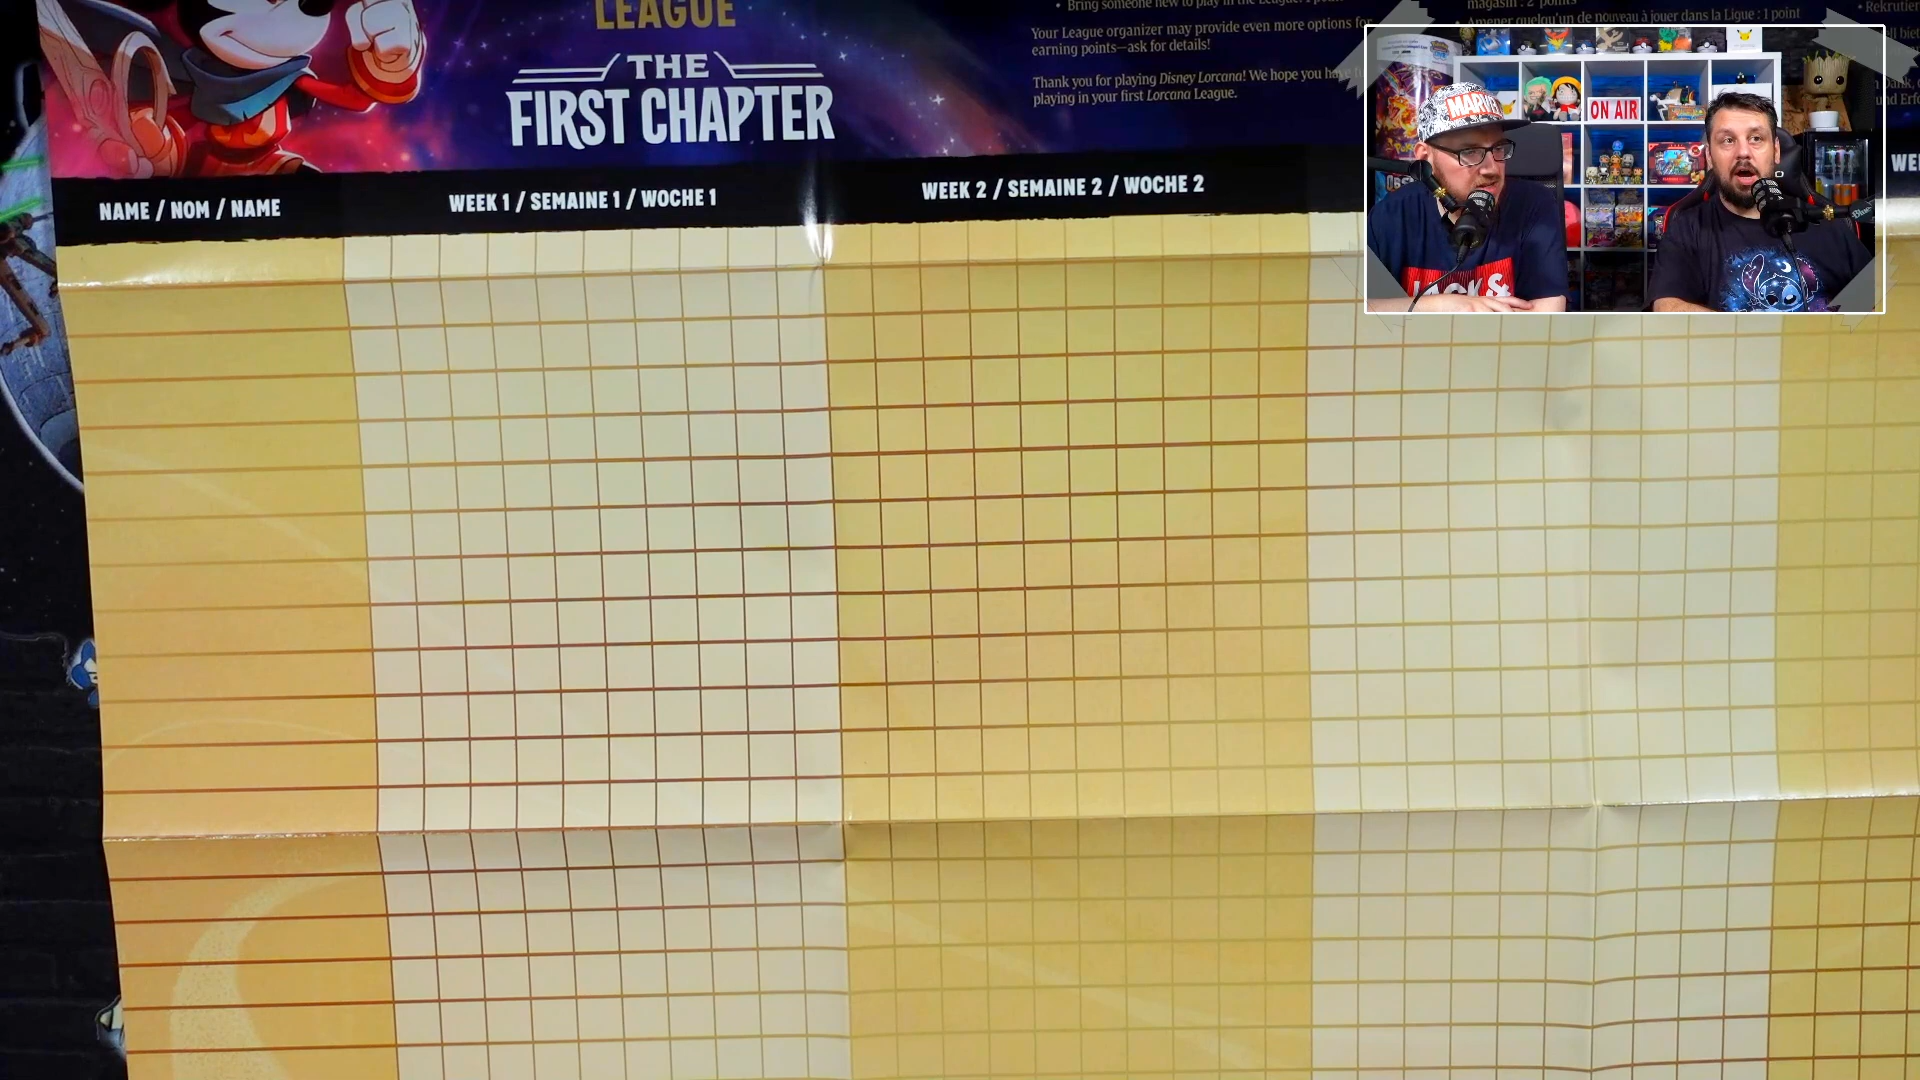 LEAGUE
THE
FIRST CHAPTER
• Bring someone new to play in the League: 1
Your League organizer may provide even more options for
earning points—ask for details!
Thank you for playing Disney Lorcana! We hope you have
playing in your first Lorcana League.
magasin : 2 points
• Amener quelqu'un de nouveau à jouer dans la Ligue : 1 point
• Rekrutier
NAME / NOM / NAME
WEEK 1 / SEMAINE 1 / WOCHE 1
WEEK 2 / SEMAINE 2 / WOCHE 2
WE
MARVEL
ON AIR
JACK &